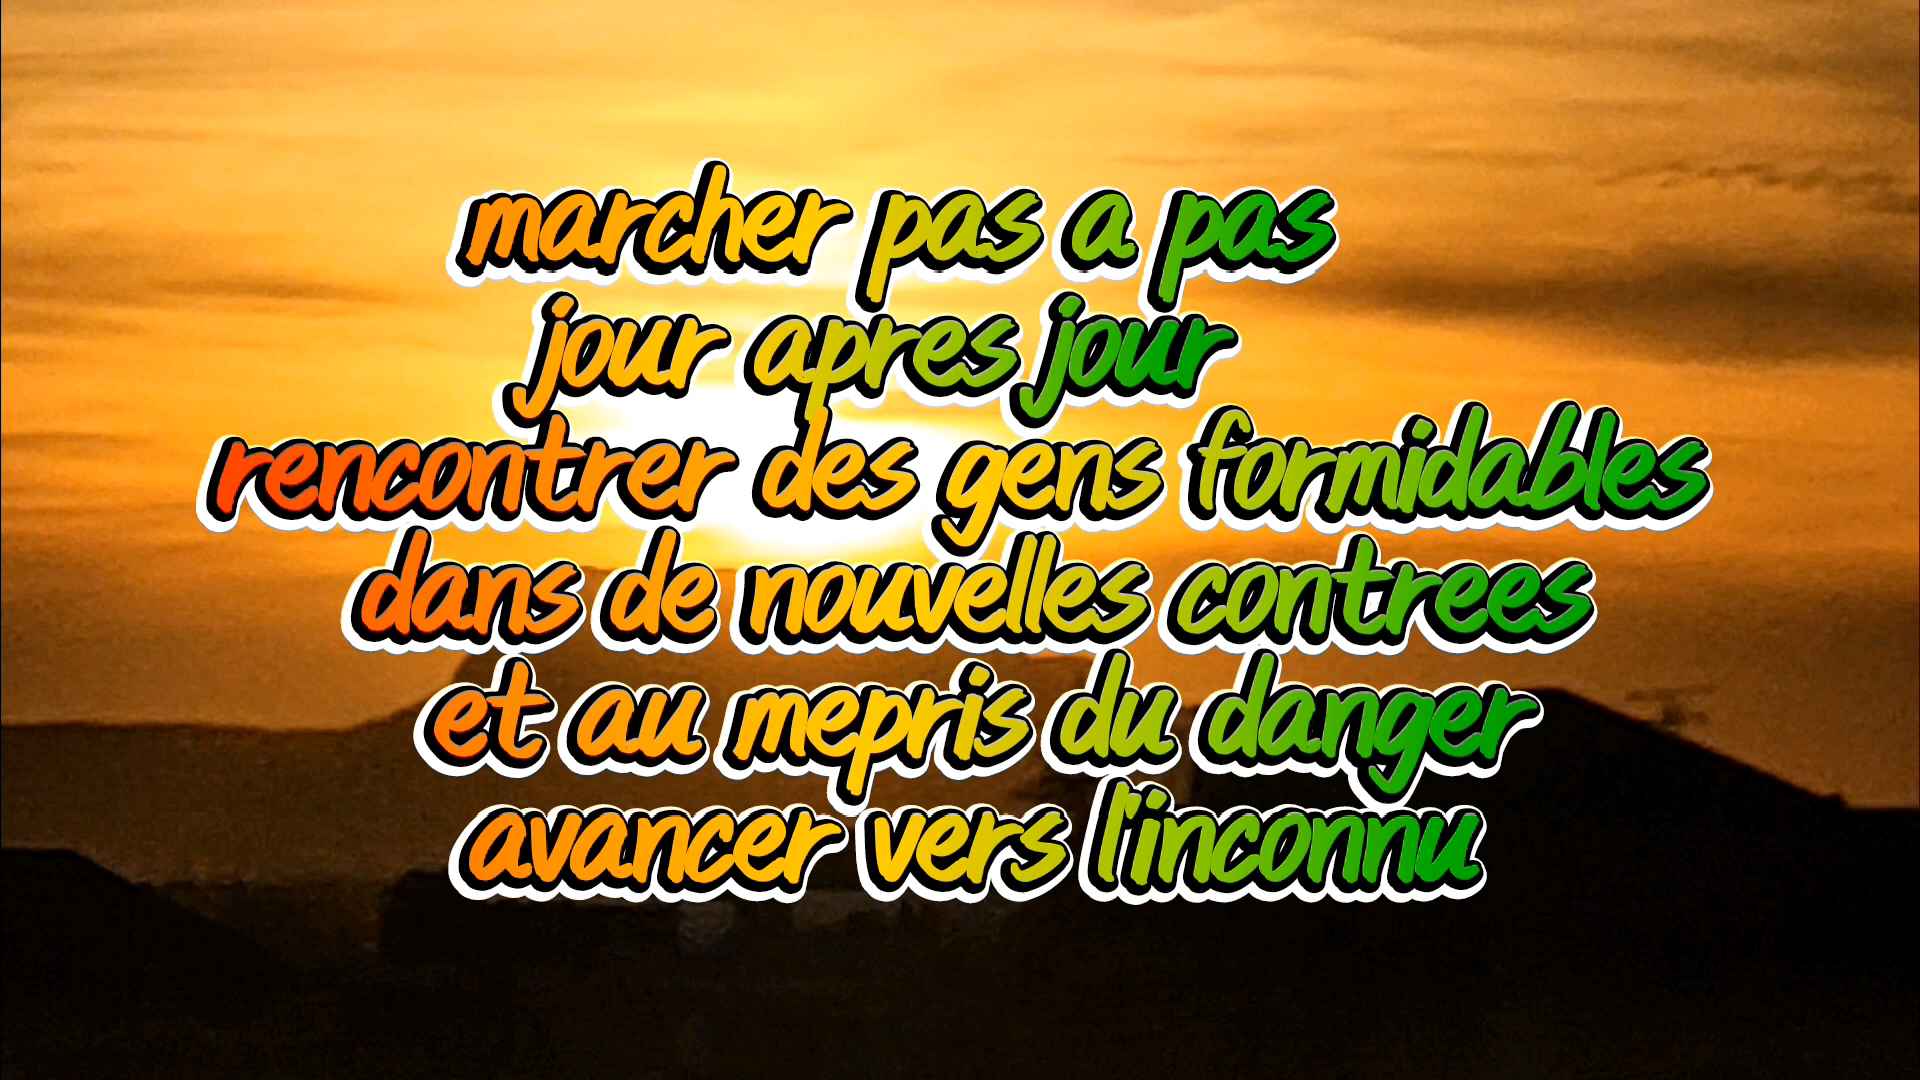 marcher pas a pas
jour apres jour
rencontrer des gens formidables
dans de nouvelles contrees
et au mepris du danger
avancer vers l'inconnu